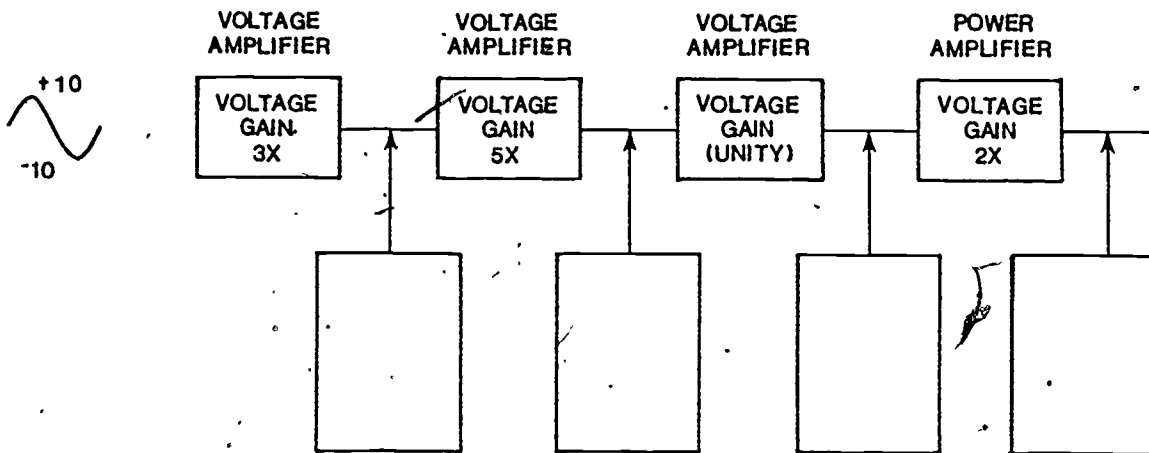 VOLTAGE
AMPLIFIER
VOLTAGE
AMPLIFIER
VOLTAGE
AMPLIFIER
POWER
AMPLIFIER
+10
-10
VOLTAGE
GAIN
3X
VOLTAGE
GAIN
5X
VOLTAGE
GAIN
(UNITY)
VOLTAGE
GAIN
2X